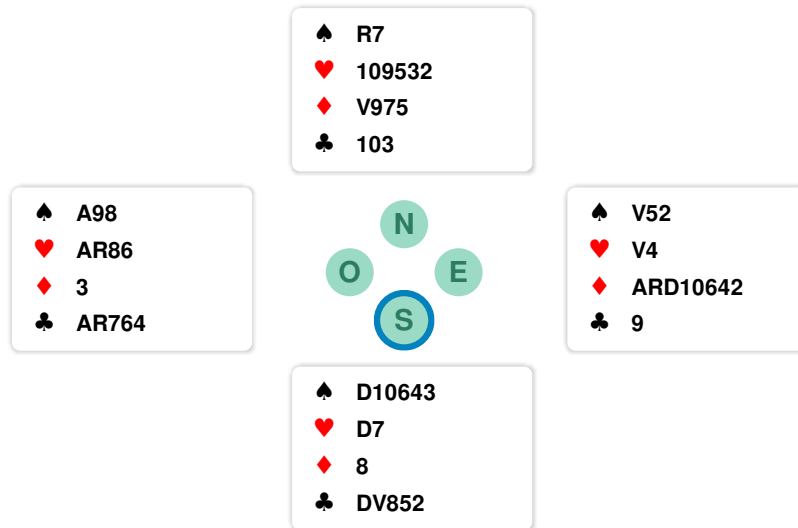 ♠ R7
♥ 109532
♦ V975
♣ 103
♠ A98
♥ AR86
♦ 3
♣ AR764
N
O E
S
♠ V52
♥ V4
♦ ARD10642
♣ 9
♠ D10643
♥ D7
♦ 8
♣ DV852